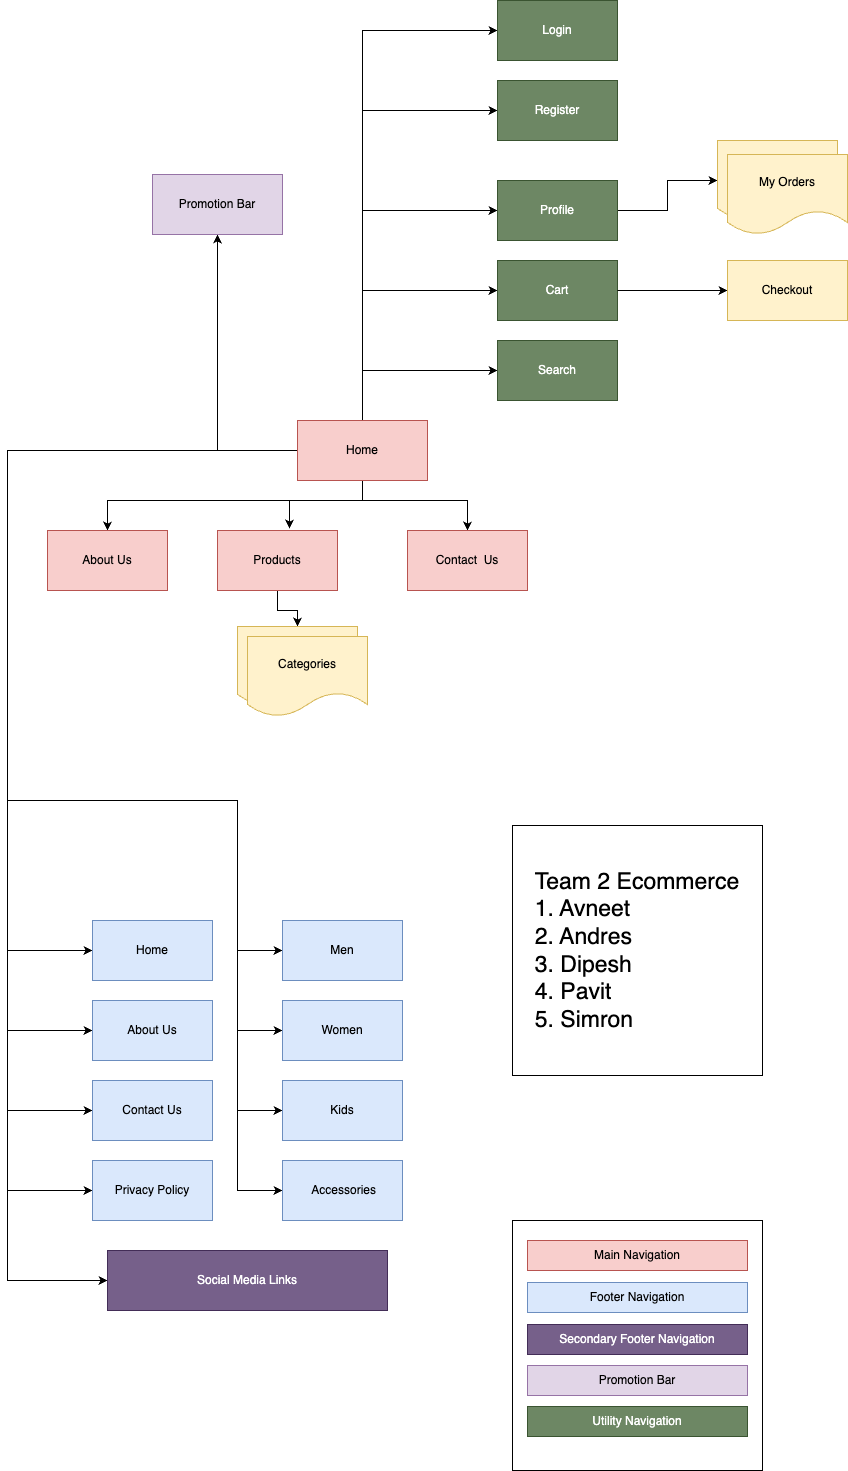 Login
Register
My Orders
Promotion Bar
Profile
Cart
Checkout
Search
Home
About Us
Products
Contact  Us
Categories
Team 2 Ecommerce
1. Avneet
2. Andres
3. Dipesh
4. Pavit
5. Simron
Home
Men
About Us
Women
Contact Us
Kids
Privacy Policy
Accessories
Social Media Links
Main Navigation
Footer Navigation
Secondary Footer Navigation
Promotion Bar
Utility Navigation